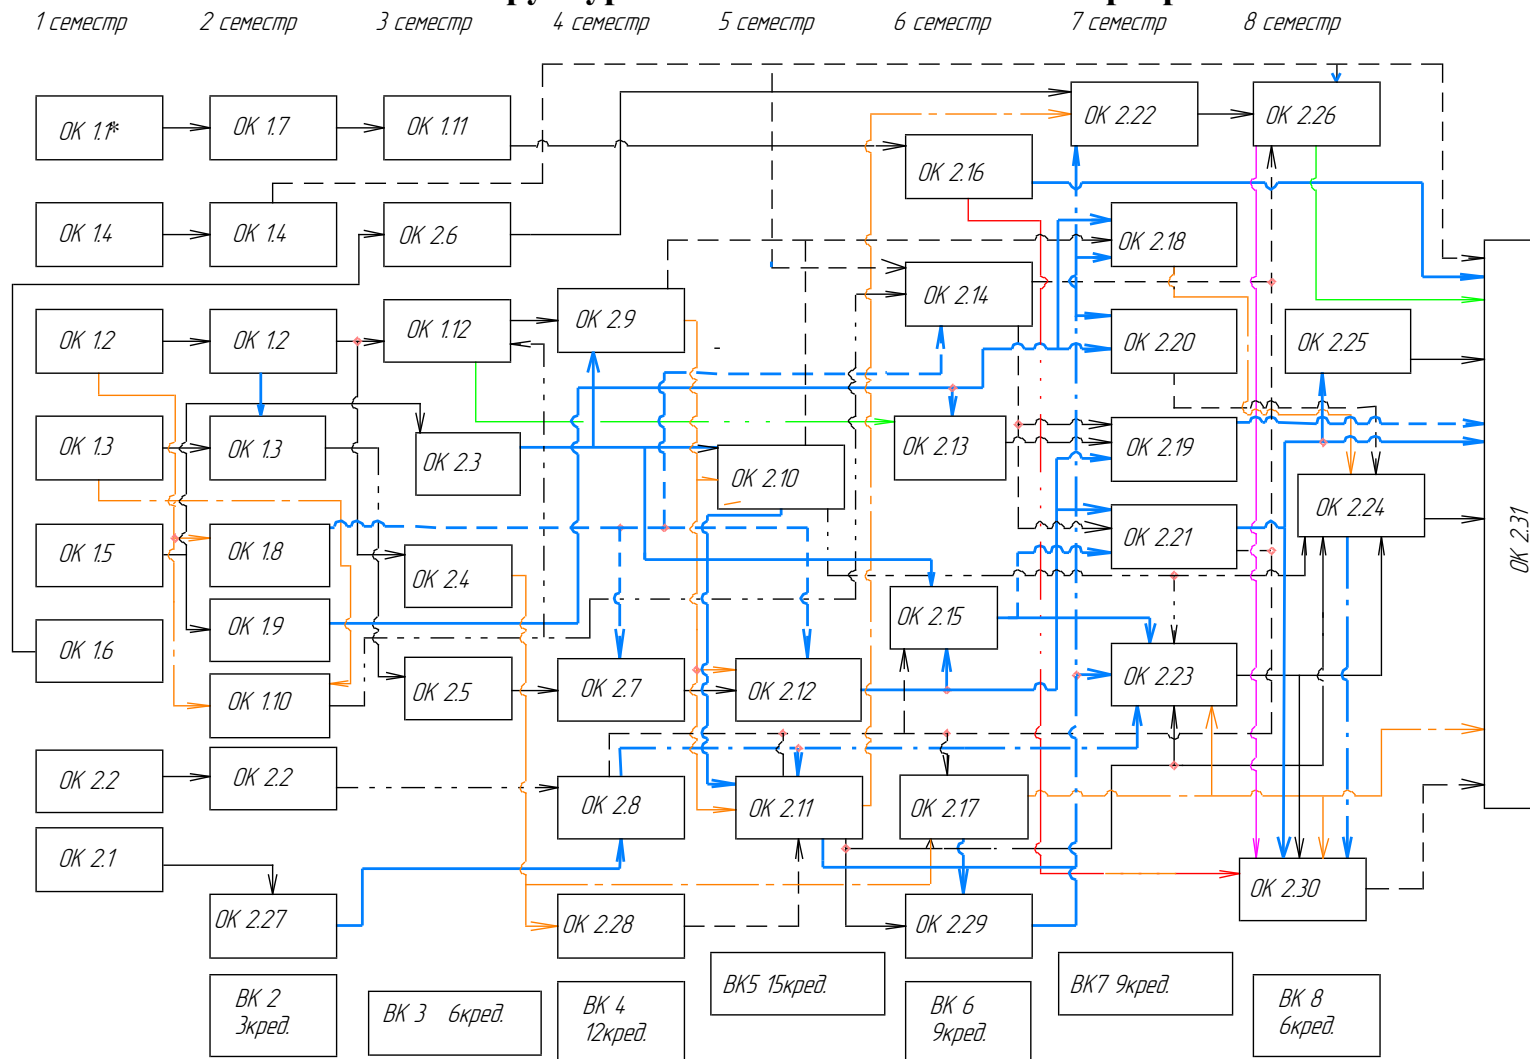 1 семестр 2 семестр 3 семестр 4 семестр 5 семестр 6 семестр 7 семестр 8 семестр
ОК 1.1* ОК 1.7 ОК 1.11 ОК 2.22 ОК 2.26
ОК 2.16
ОК 1.4 ОК 1.4 ОК 2.6 ОК 2.18
ОК 2.14
ОК 2.9
ОК 1.2 ОК 1.2 ОК 1.12 ОК 2.20 ОК 2.25
ОК 1.3 ОК 1.3 ОК 2.3 ОК 2.13 ОК 2.19
ОК 2.10
ОК 2.24
ОК 1.5 ОК 1.8 ОК 2.21
ОК 2.31
ОК 2.4
ОК 1.9 ОК 2.15
ОК 1.6
ОК 1.10 ОК 2.5 ОК 2.7 ОК 2.12 ОК 2.23
ОК 2.2 ОК 2.2
ОК 2.8 ОК 2.11 ОК 2.17
ОК 2.1
ОК 2.30
ОК 2.27 ОК 2.28 ОК 2.29
ВК5 15кред. ВК7 9кред.
ВК 2
3кред.
ВК 3 6кред.
ВК 4
12кред.
ВК 6
9кред.
ВК 8
6кред.